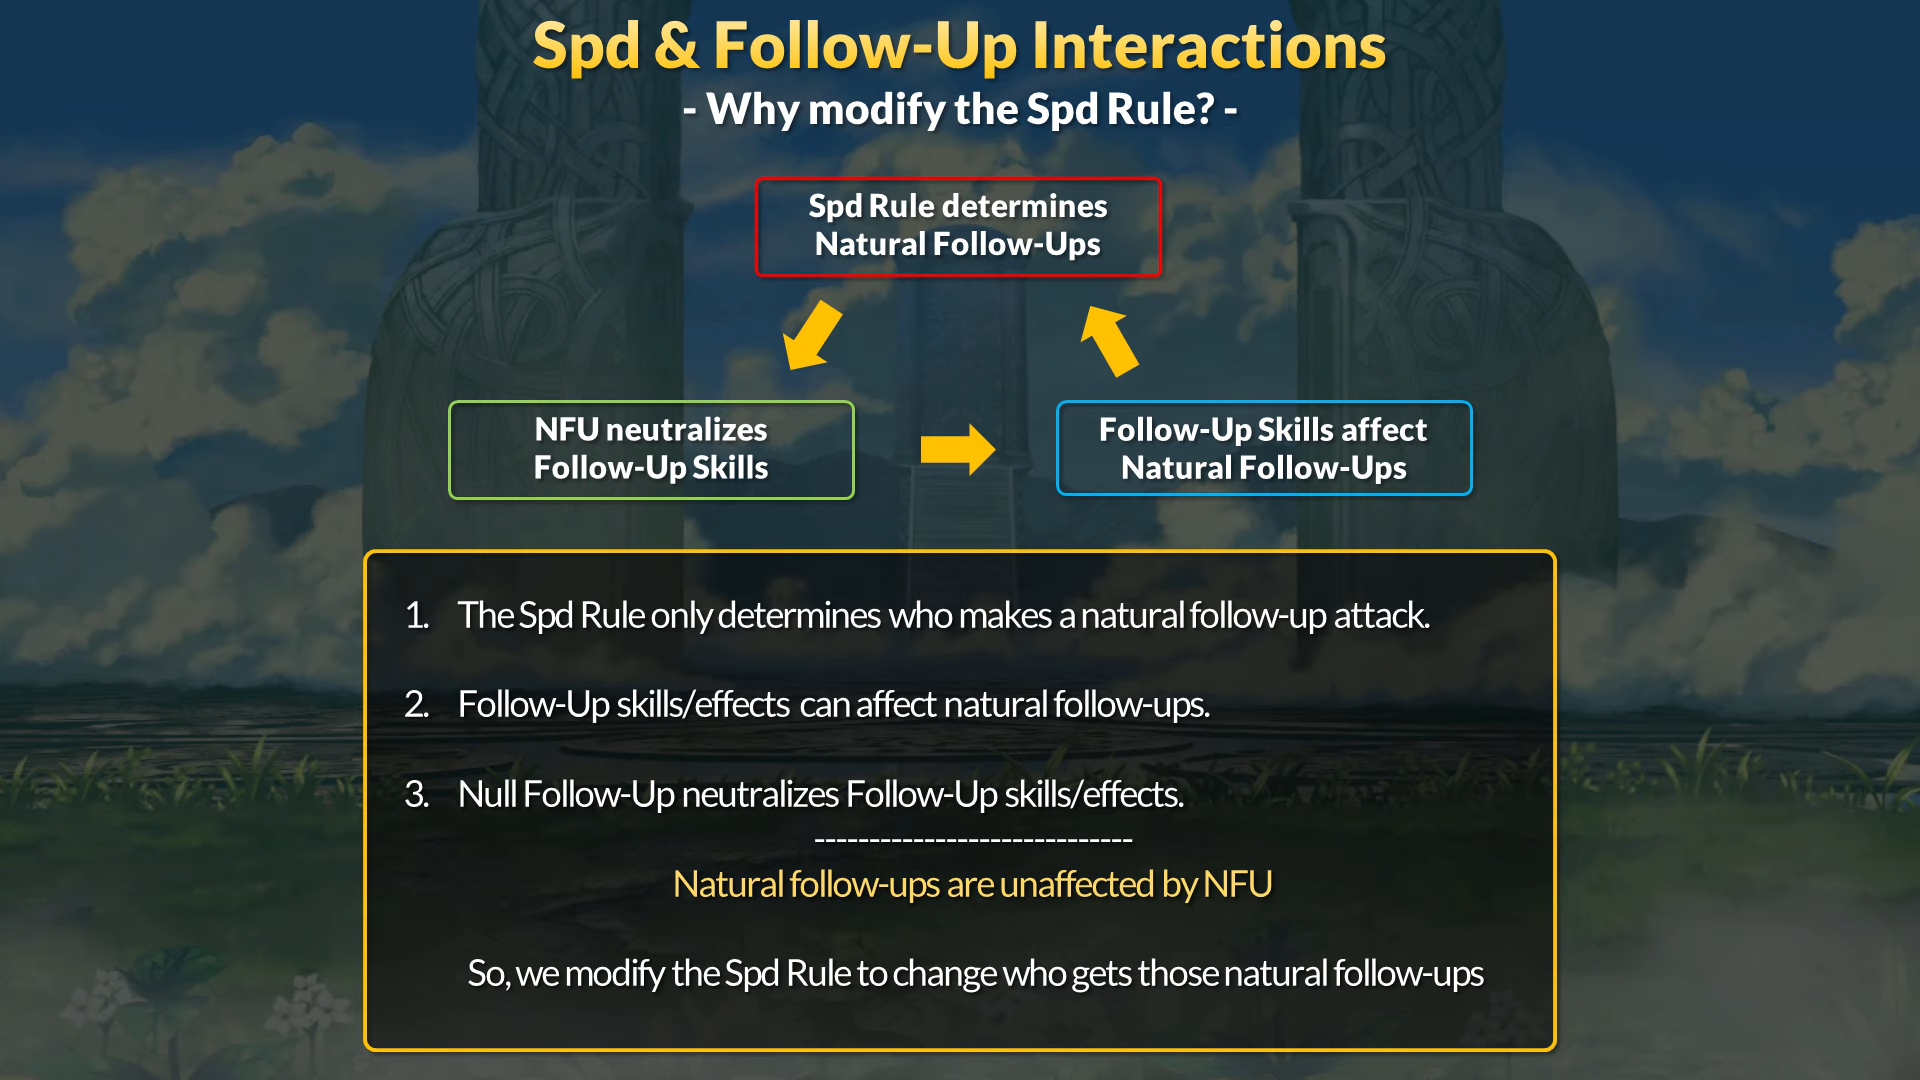 Spd & Follow-Up Interactions
- Why modify the Spd Rule? -
Spd Rule determines
Natural Follow-Ups
NFU neutralizes
Follow-Up Skills
Follow-Up Skills affect
Natural Follow-Ups
1. The Spd Rule only determines who makes a natural follow-up attack.
2. Follow-Up skills/effects can affect natural follow-ups.
3. Null Follow-Up neutralizes Follow-Up skills/effects.
-----------------------------
Natural follow-ups are unaffected by NFU
So, we modify the Spd Rule to change who gets those natural follow-ups